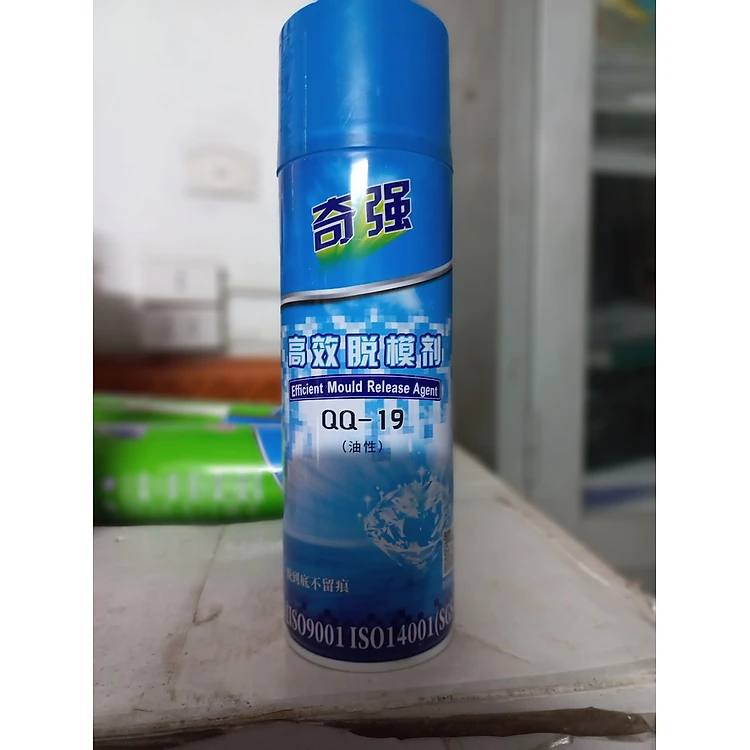 奇强
高效脱模剂
Efficient Mould Release Agent
QQ-19
（油性）
到底不留痕
ISO9001 ISO14001(SGS